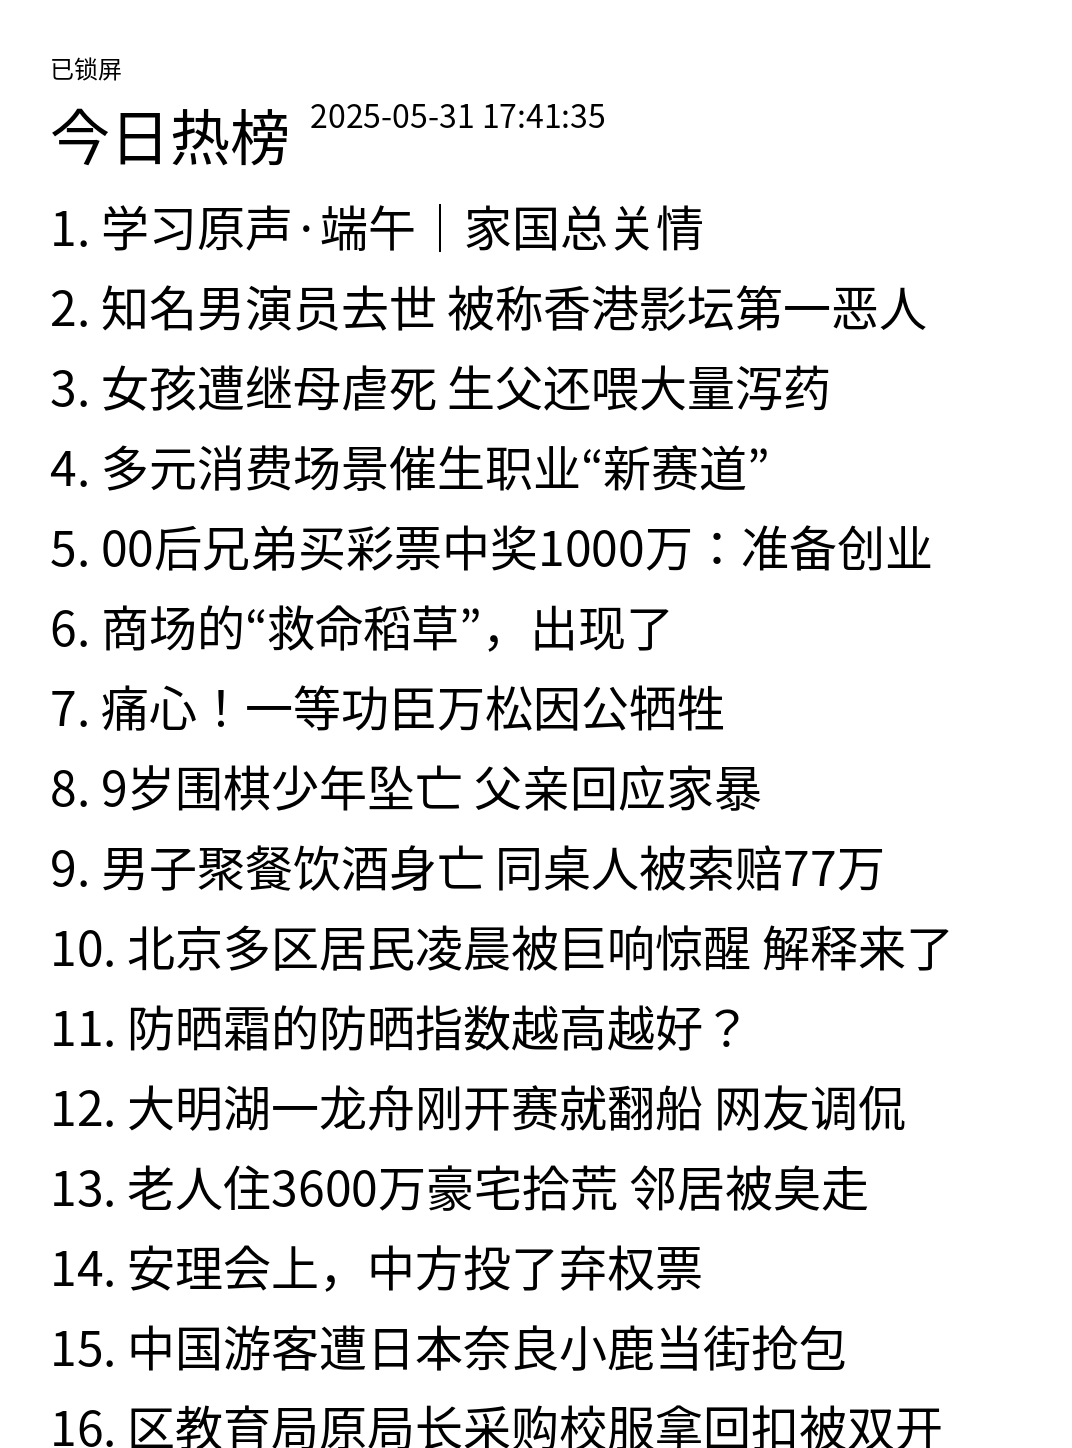 已锁屏
今日热榜 2025-05-31 17:41:35
1. 学习原声·端午｜家国总关情
2. 知名男演员去世 被称香港影坛第一恶人
3. 女孩遭继母虐死 生父还喂大量泻药
4. 多元消费场景催生职业“新赛道”
5. 00后兄弟买彩票中奖1000万：准备创业
6. 商场的“救命稻草”，出现了
7. 痛心！一等功臣万松因公牺牲
8. 9岁围棋少年坠亡 父亲回应家暴
9. 男子聚餐饮酒身亡 同桌人被索赔77万
10. 北京多区居民凌晨被巨响惊醒 解释来了
11. 防晒霜的防晒指数越高越好？
12. 大明湖一龙舟刚开赛就翻船 网友调侃
13. 老人住3600万豪宅拾荒 邻居被臭走
14. 安理会上，中方投了弃权票
15. 中国游客遭日本奈良小鹿当街抢包
16. 区教育局原局长采购校服拿回扣被双开